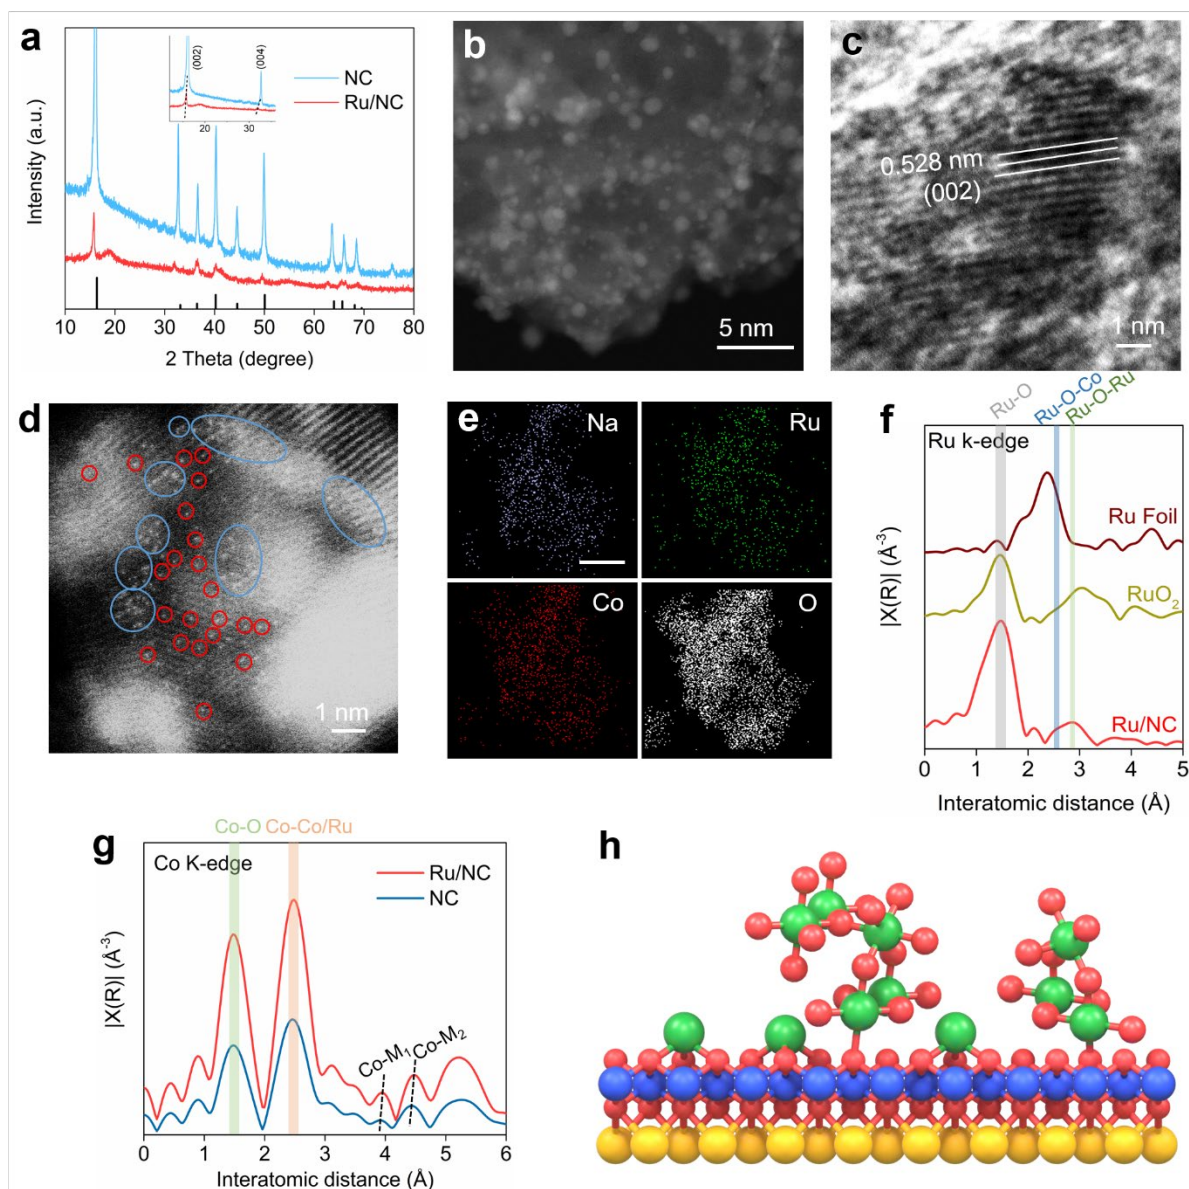 a
(002)
(004)
NC
Ru/NC
20
30
Intensity (a.u.)
10 20 30 40 50 60 70 80
2 Theta (degree)
b
5 nm
c
0.528 nm
(002)
1 nm
d
1 nm
e
Na
Ru
Co
O
f
Ru-O
Ru-O-Co
Ru-O-Ru
Ru k-edge
Ru Foil
RuO₂
Ru/NC
|X(R)| (Å⁻³)
0 1 2 3 4 5
Interatomic distance (Å)
g
Co-O Co-Co/Ru
Co K-edge
Ru/NC
NC
Co-M₁
Co-M₂
|X(R)| (Å⁻³)
0 1 2 3 4 5 6
Interatomic distance (Å)
h